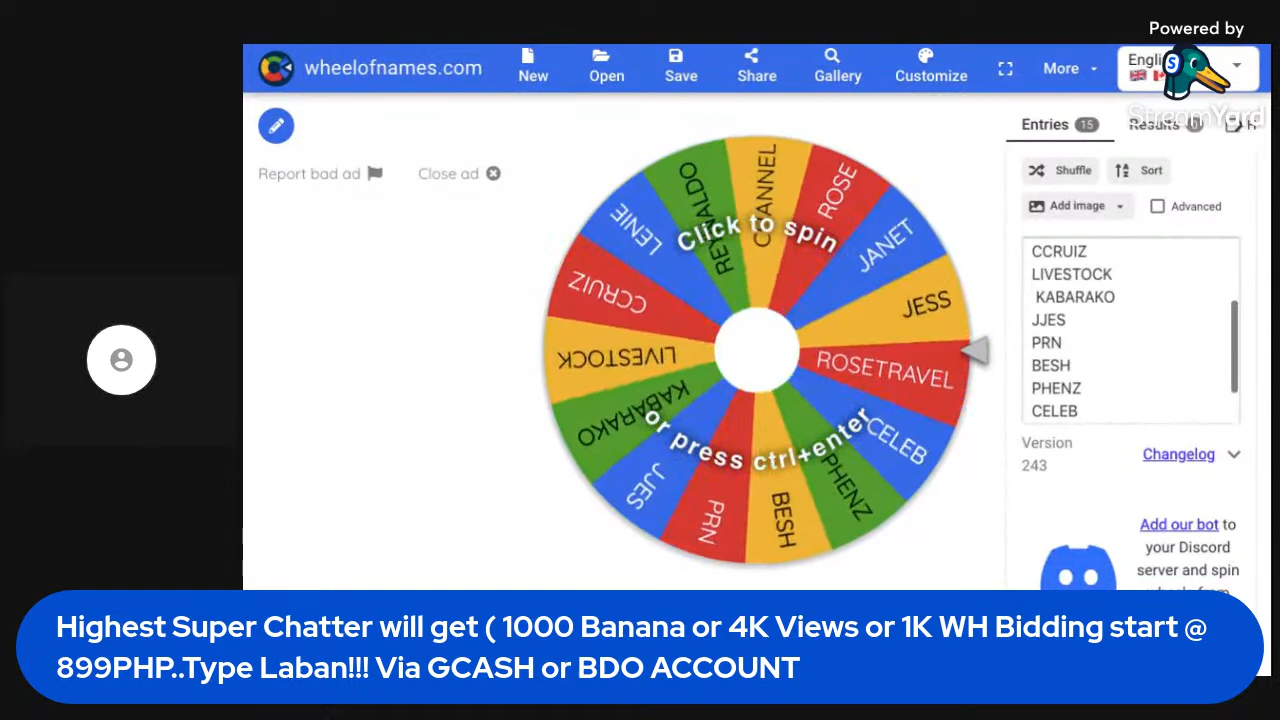 Powered by
StreamYard
wheelofnames.com
New
Open
Save
Share
Gallery
Customize
More
Engli
Report bad ad
Close ad
Entries 15
Results
H
Shuffle
Sort
Add image
Advanced
CCRUIZ
LIVESTOCK
KABARAKO
JJES
PRN
BESH
PHENZ
CELEB
Version
243
Changelog
Add our bot to
your Discord
server and spin
Click to spin
or press ctrl+enter
REYNALDO
CHANNEL
ROSE
JANET
JESS
ROSETRAVEL
CELEB
PHENZ
BESH
PRN
JJES
KABARAKO
LIVESTOCK
CCRUIZ
LENIE
Highest Super Chatter will get ( 1000 Banana or 4K Views or 1K WH Bidding start @
899PHP..Type Laban!!! Via GCASH or BDO ACCOUNT